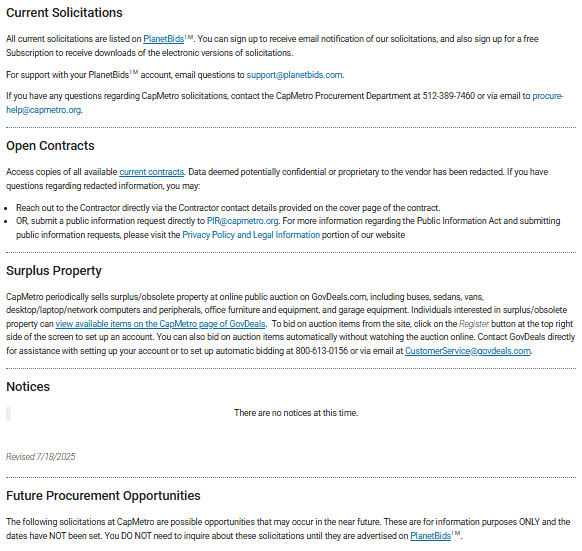 Current Solicitations
All current solicitations are listed on PlanetBids™. You can sign up to receive email notification of our solicitations, and also sign up for a free
Subscription to receive downloads of the electronic versions of solicitations.
For support with your PlanetBids™ account, email questions to support@planetbids.com.
If you have any questions regarding CapMetro solicitations, contact the CapMetro Procurement Department at 512-389-7460 or via email to procure-
help@capmetro.org.
Open Contracts
Access copies of all available current contracts. Data deemed potentially confidential or proprietary to the vendor has been redacted. If you have
questions regarding redacted information, you may:
• Reach out to the Contractor directly via the Contractor contact details provided on the cover page of the contract.
• OR, submit a public information request directly to PIR@capmetro.org. For more information regarding the Public Information Act and submitting
public information requests, please visit the Privacy Policy and Legal Information portion of our website
Surplus Property
CapMetro periodically sells surplus/obsolete property at online public auction on GovDeals.com, including buses, sedans, vans,
desktop/laptop/network computers and peripherals, office furniture and equipment, and garage equipment. Individuals interested in surplus/obsolete
property can view available items on the CapMetro page of GovDeals. To bid on auction items from the site, click on the Register button at the top right
side of the screen to set up an account. You can also bid on auction items automatically without watching the auction online. Contact GovDeals directly
for assistance with setting up your account or to set up automatic bidding at 800-613-0156 or via email at CustomerService@govdeals.com.
Notices
There are no notices at this time.
Revised 7/18/2025
Future Procurement Opportunities
The following solicitations at CapMetro are possible opportunities that may occur in the near future. These are for information purposes ONLY and the
dates have NOT been set. You DO NOT need to inquire about these solicitations until they are advertised on PlanetBids™.